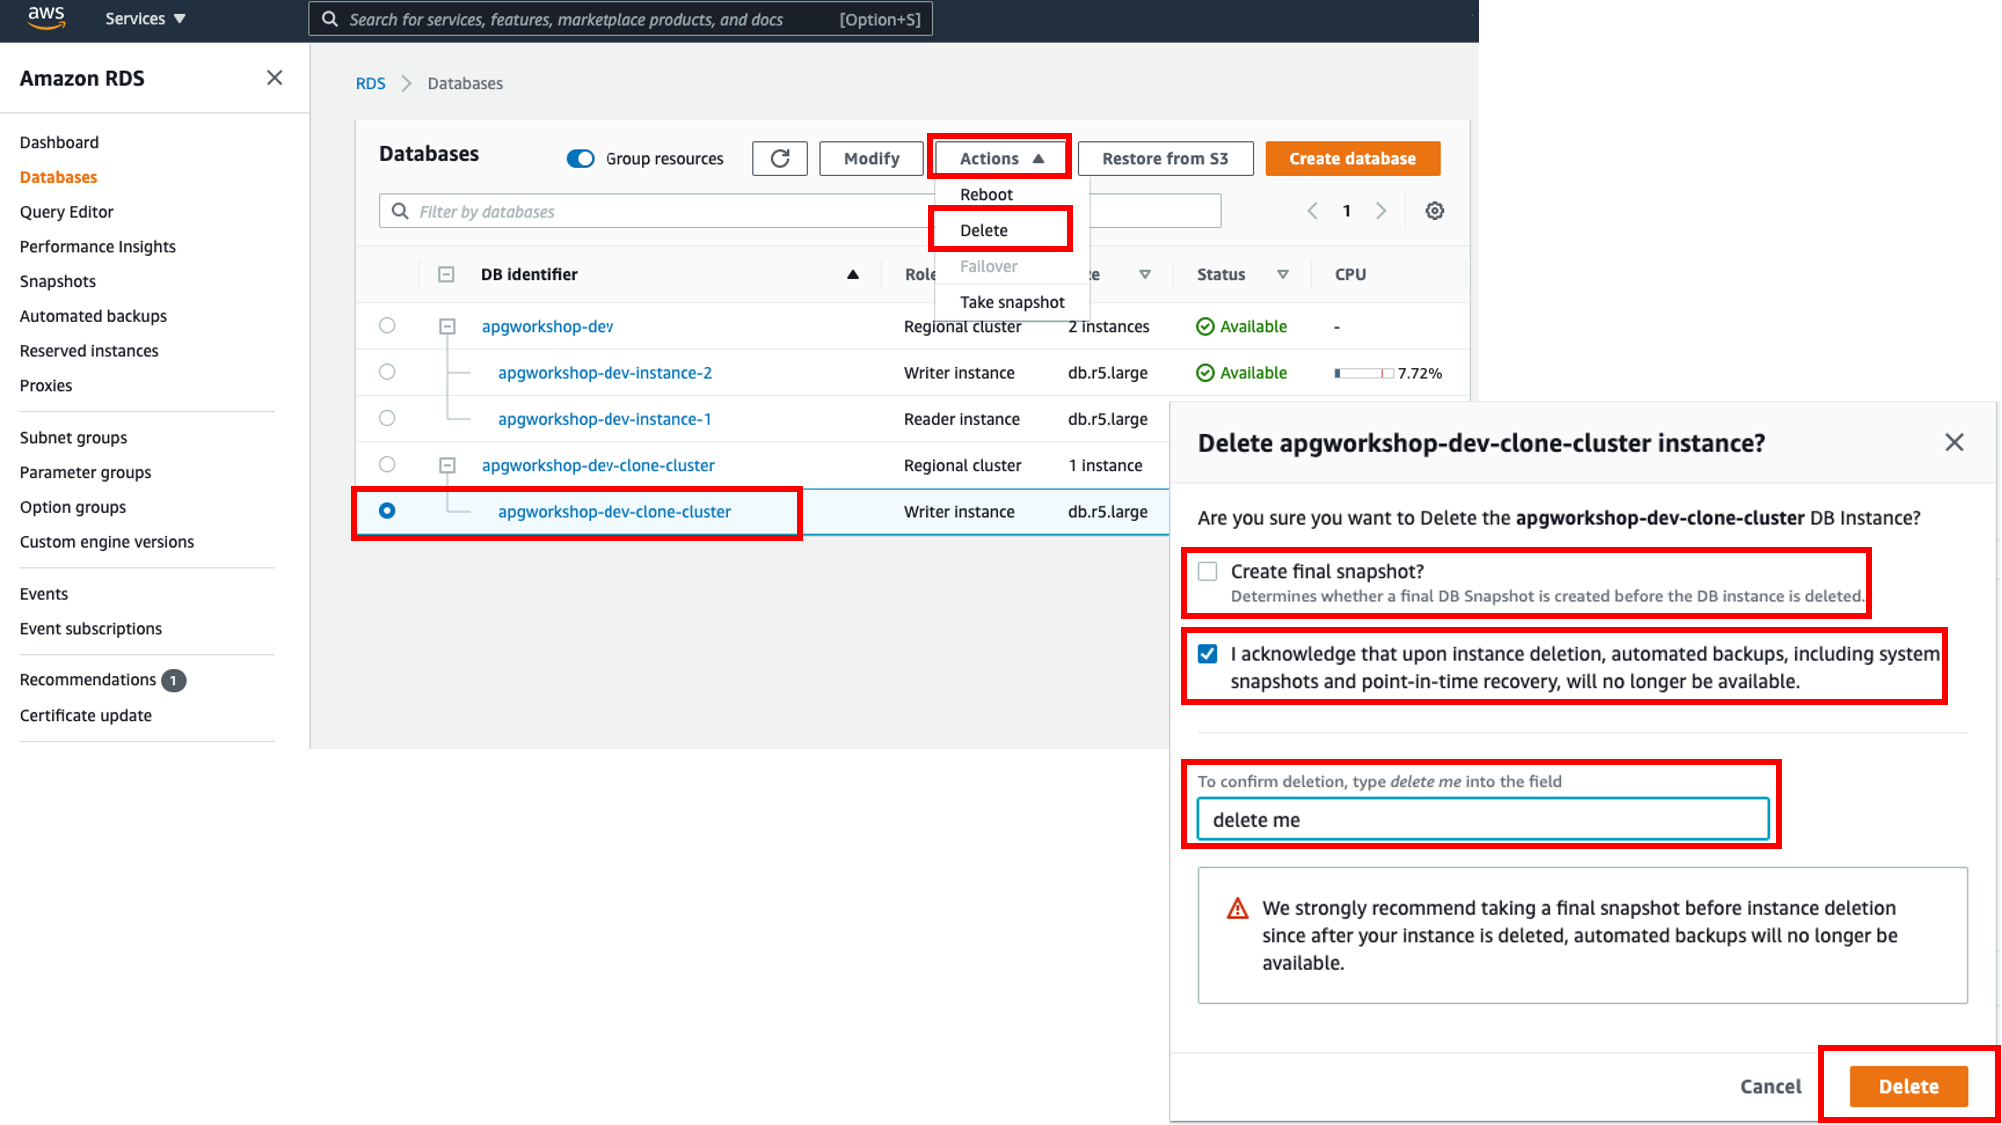 aws
Services ▼
Search for services, features, marketplace products, and docs [Option+S]
Amazon RDS
Dashboard
Databases
Query Editor
Performance Insights
Snapshots
Automated backups
Reserved instances
Proxies
Subnet groups
Parameter groups
Option groups
Custom engine versions
Events
Event subscriptions
Recommendations 1
Certificate update
RDS > Databases
Databases
Group resources
Modify
Actions ▲
Restore from S3
Create database
Reboot
Delete
Failover
Take snapshot
Filter by databases
1
DB identifier
Role
Status
CPU
apgworkshop-dev Regional cluster 2 instances Available -
apgworkshop-dev-instance-2 Writer instance db.r5.large Available 7.72%
apgworkshop-dev-instance-1 Reader instance db.r5.large
apgworkshop-dev-clone-cluster Regional cluster 1 instance
apgworkshop-dev-clone-cluster Writer instance db.r5.large
Delete apgworkshop-dev-clone-cluster instance?
Are you sure you want to Delete the apgworkshop-dev-clone-cluster DB Instance?
Create final snapshot?
Determines whether a final DB Snapshot is created before the DB instance is deleted.
I acknowledge that upon instance deletion, automated backups, including system
snapshots and point-in-time recovery, will no longer be available.
To confirm deletion, type delete me into the field
delete me
We strongly recommend taking a final snapshot before instance deletion
since after your instance is deleted, automated backups will no longer be
available.
Cancel
Delete